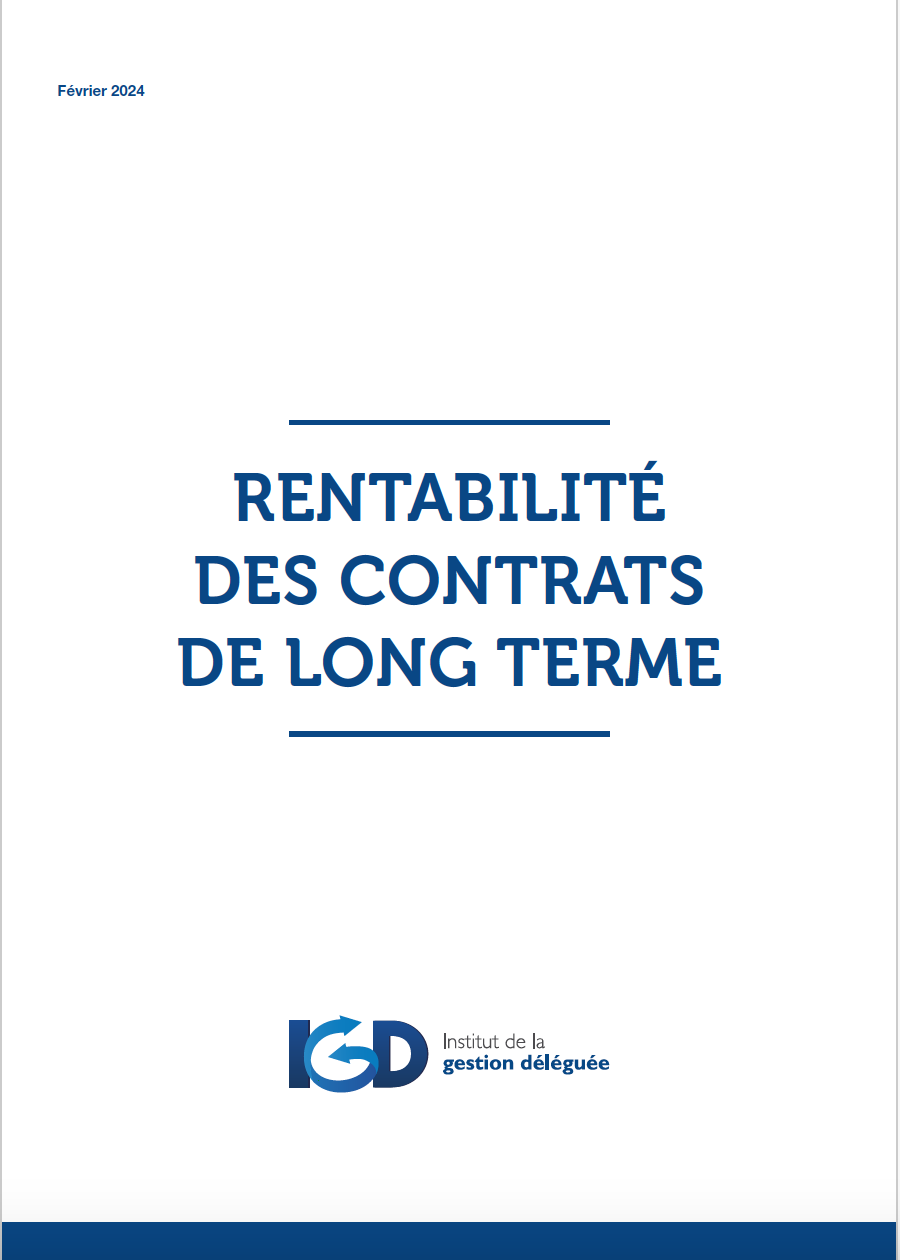 Février 2024
RENTABILITÉ
DES CONTRATS
DE LONG TERME
IGD
Institut de la
gestion déléguée